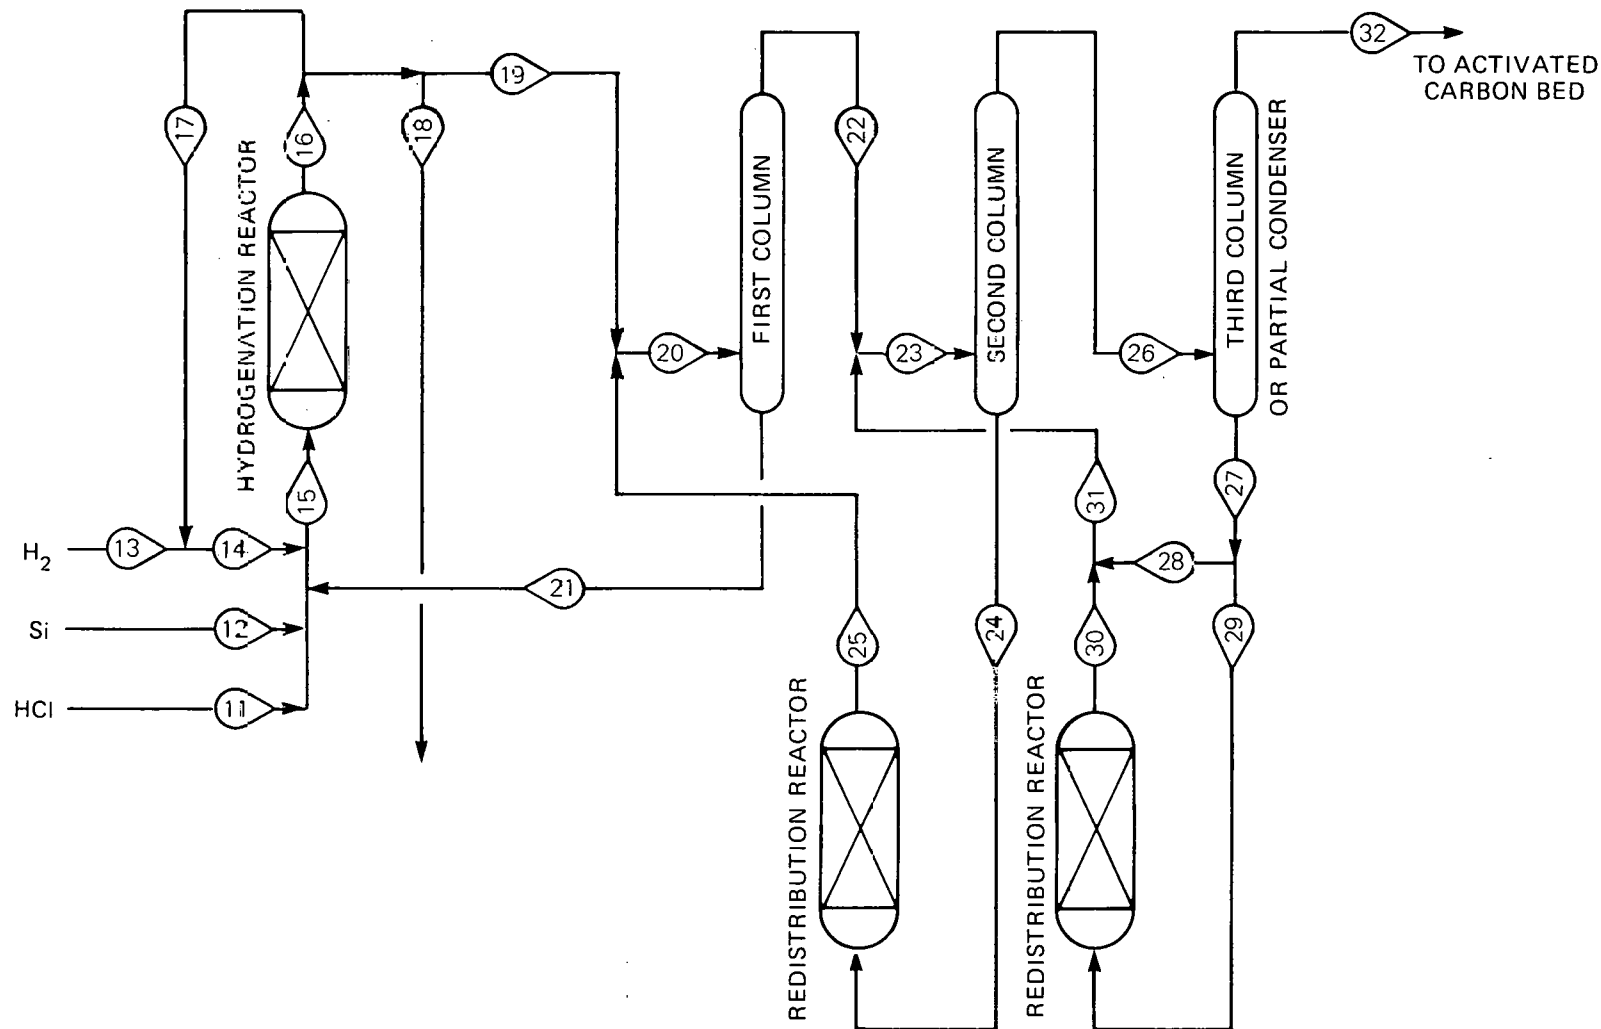 32
TO ACTIVATED
CARBON BED
19
17
16
18
22
HYDROGENATION REACTOR
FIRST COLUMN
SECOND COLUMN
THIRD COLUMN
OR PARTIAL CONDENSER
20
23
26
15
27
31
H2
13
14
28
21
Si
12
25
24
30
29
HCl
11
REDISTRIBUTION REACTOR
REDISTRIBUTION REACTOR